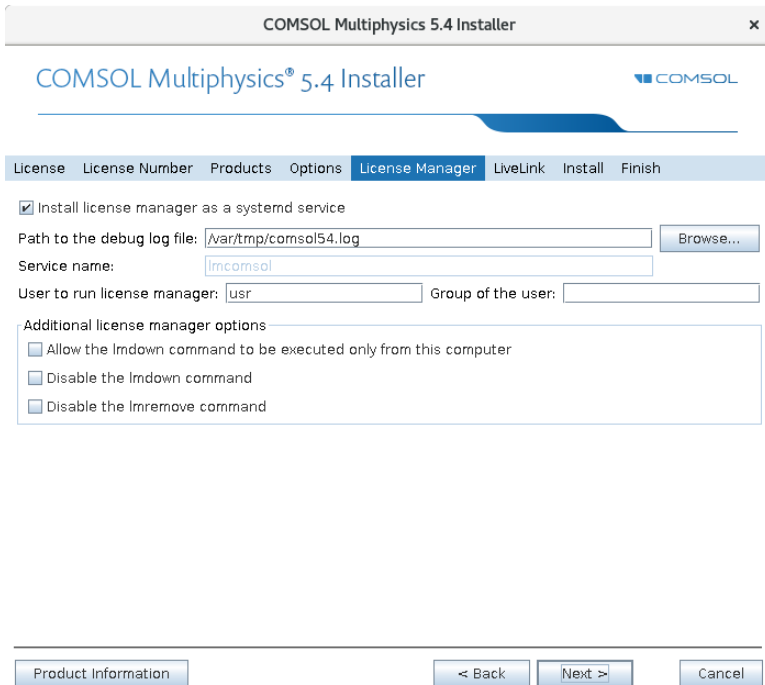 COMSOL Multiphysics 5.4 Installer ×
COMSOL Multiphysics® 5.4 Installer COMSOL
License License Number Products Options License Manager LiveLink Install Finish
Install license manager as a systemd service
Path to the debug log file: /var/tmp/comsol54.log Browse...
Service name: lmcomsol
User to run license manager: usr Group of the user:
Additional license manager options
Allow the lmdown command to be executed only from this computer
Disable the lmdown command
Disable the lmremove command
Product Information < Back Next > Cancel